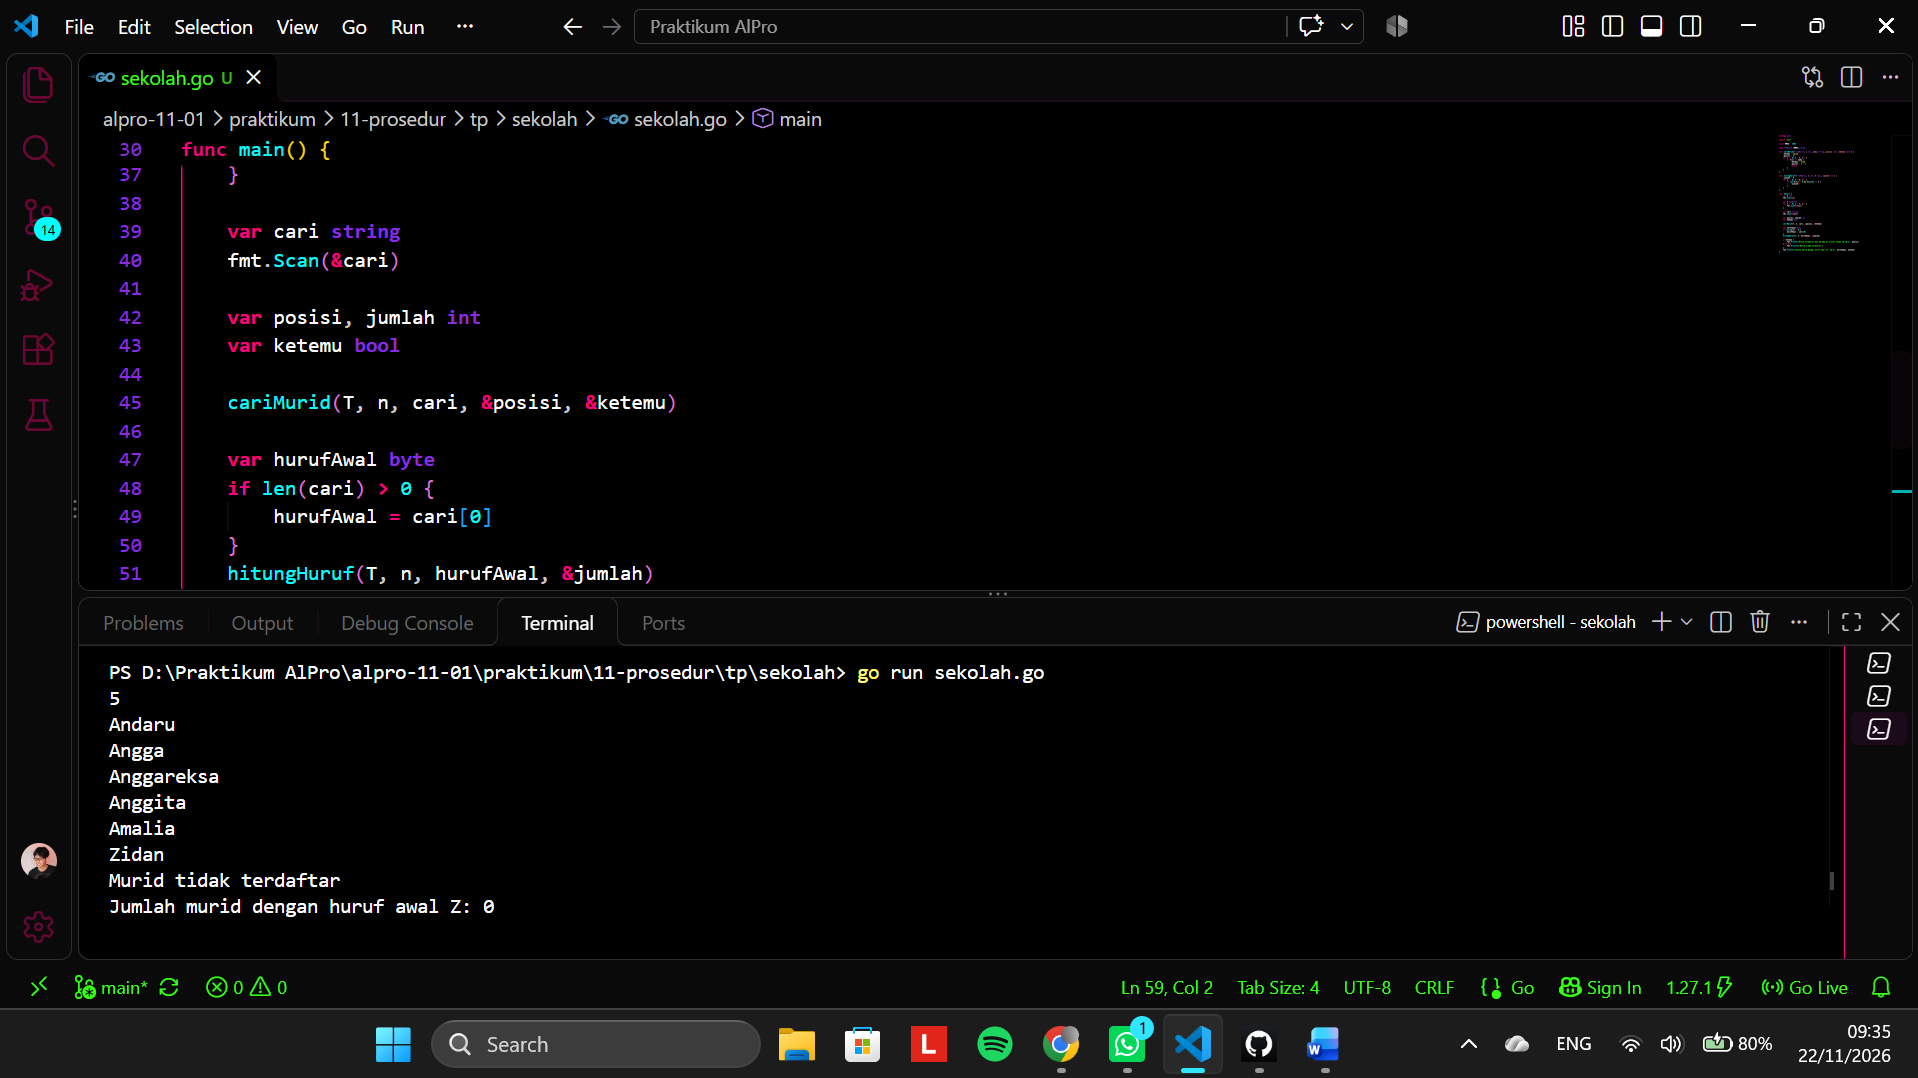 File Edit Selection View Go Run ··· Praktikum AlPro
GO sekolah.go U
alpro-11-01 > praktikum > 11-prosedur > tp > sekolah > GO sekolah.go > main
30 func main() {
37 }
38
39 var cari string
40 fmt.Scan(&cari)
41
42 var posisi, jumlah int
43 var ketemu bool
44
45 cariMurid(T, n, cari, &posisi, &ketemu)
46
47 var hurufAwal byte
48 if len(cari) > 0 {
49 hurufAwal = cari[0]
50 }
51 hitungHuruf(T, n, hurufAwal, &jumlah)
14
Problems Output Debug Console Terminal Ports powershell - sekolah
PS D:\Praktikum AlPro\alpro-11-01\praktikum\11-prosedur\tp\sekolah> go run sekolah.go
5
Andaru
Angga
Anggareksa
Anggita
Amalia
Zidan
Murid tidak terdaftar
Jumlah murid dengan huruf awal Z: 0
main* 0 0 Ln 59, Col 2 Tab Size: 4 UTF-8 CRLF {} Go Sign In 1.27.1 Go Live
Search L 1 W ENG 80% 09:35
22/11/2026